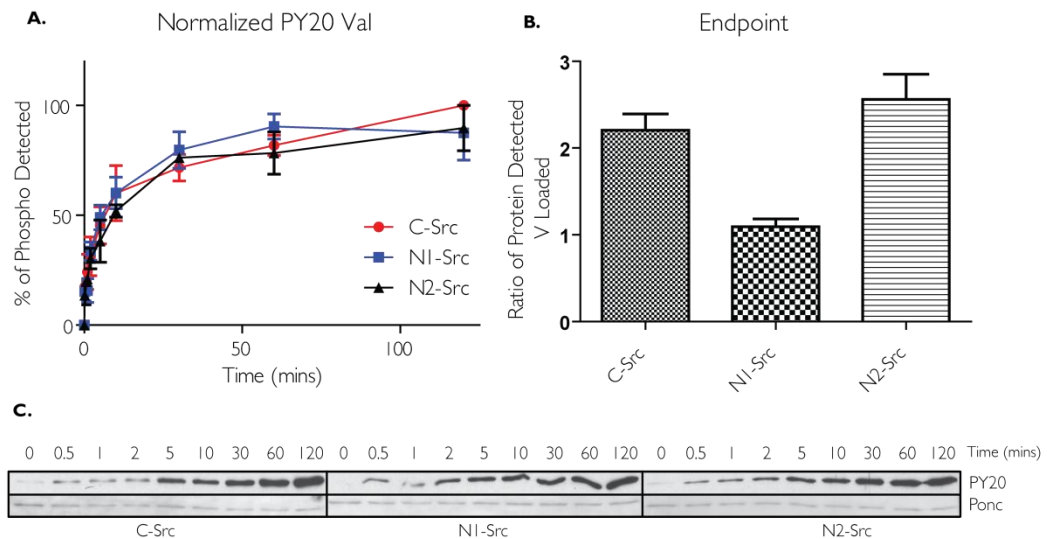 A.
Normalized PY20 Val
% of Phospho Detected
100
50
0
C-Src
N1-Src
N2-Src
0 50 100
Time (mins)
B.
Endpoint
Ratio of Protein Detected
V Loaded
3
2
1
0
C-Src
N1-Src
N2-Src
C.
0 0.5 1 2 5 10 30 60 120 0 0.5 1 2 5 10 30 60 120 0 0.5 1 2 5 10 30 60 120 Time (mins)
PY20
Ponc
C-Src N1-Src N2-Src